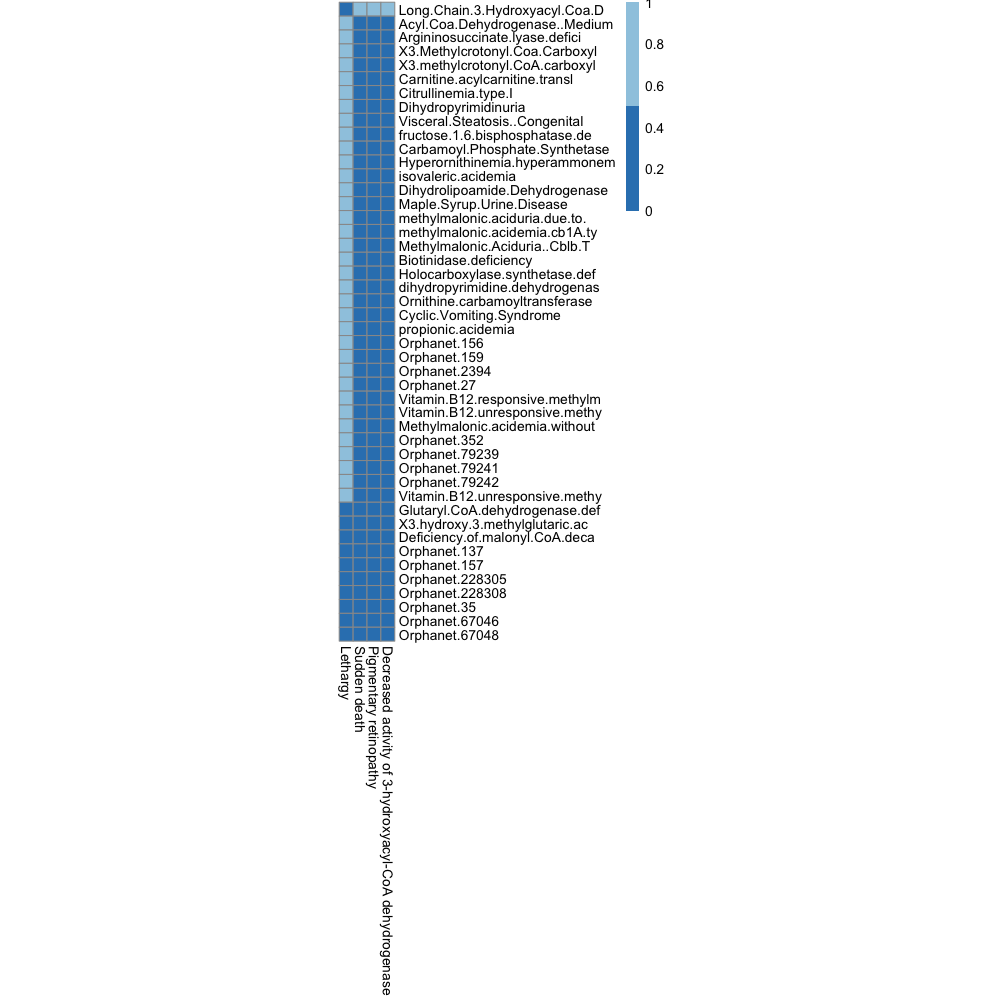 Long.Chain.3.Hydroxyacyl.Coa.D
Acyl.Coa.Dehydrogenase..Medium
Argininosuccinate.lyase.defici
X3.Methylcrotonyl.Coa.Carboxyl
X3.methylcrotonyl.CoA.carboxyl
Carnitine.acylcarnitine.transl
Citrullinemia.type.I
Dihydropyrimidinuria
Visceral.Steatosis..Congenital
fructose.1.6.bisphosphatase.de
Carbamoyl.Phosphate.Synthetase
Hyperornithinemia.hyperammonem
isovaleric.acidemia
Dihydrolipoamide.Dehydrogenase
Maple.Syrup.Urine.Disease
methylmalonic.aciduria.due.to.
methylmalonic.acidemia.cb1A.ty
Methylmalonic.Aciduria..Cblb.T
Biotinidase.deficiency
Holocarboxylase.synthetase.def
dihydropyrimidine.dehydrogenas
Ornithine.carbamoyltransferase
Cyclic.Vomiting.Syndrome
propionic.acidemia
Orphanet.156
Orphanet.159
Orphanet.2394
Orphanet.27
Vitamin.B12.responsive.methylm
Vitamin.B12.unresponsive.methy
Methylmalonic.acidemia.without
Orphanet.352
Orphanet.79239
Orphanet.79241
Orphanet.79242
Vitamin.B12.unresponsive.methy
Glutaryl.CoA.dehydrogenase.def
X3.hydroxy.3.methylglutaric.ac
Deficiency.of.malonyl.CoA.deca
Orphanet.137
Orphanet.157
Orphanet.228305
Orphanet.228308
Orphanet.35
Orphanet.67046
Orphanet.67048
1
0.8
0.6
0.4
0.2
0
Lethargy
Sudden death
Pigmentary retinopathy
Decreased activity of 3-hydroxyacyl-CoA dehydrogenase